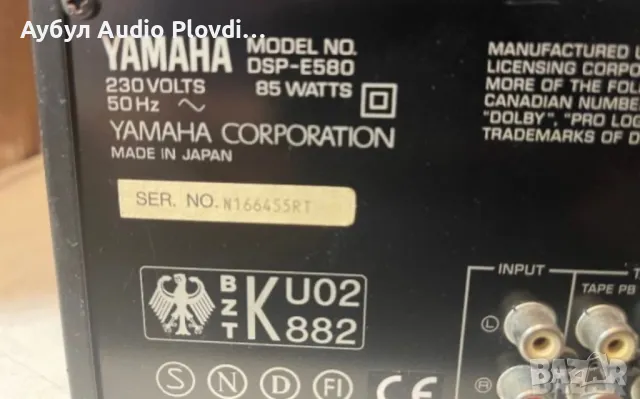 Аубул Аудио Plovdi...
YAMAHA MODEL NO. DSP-E580
230 VOLTS 85 WATTS
50 Hz
YAMAHA CORPORATION
MADE IN JAPAN
SER. NO. N166455RT
BZT K U02 882
S N D FI CE
MANUFACTURED
LICENSING CORPO
MORE OF THE FOL
CANADIAN NUMBE
"DOLBY", "PRO LOG
TRADEMARKS OF D
INPUT
TAPE PB
L
R
bazar